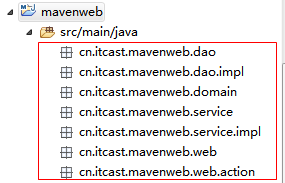 mavenweb
src/main/java
cn.itcast.mavenweb.dao
cn.itcast.mavenweb.dao.impl
cn.itcast.mavenweb.domain
cn.itcast.mavenweb.service
cn.itcast.mavenweb.service.impl
cn.itcast.mavenweb.web
cn.itcast.mavenweb.web.action